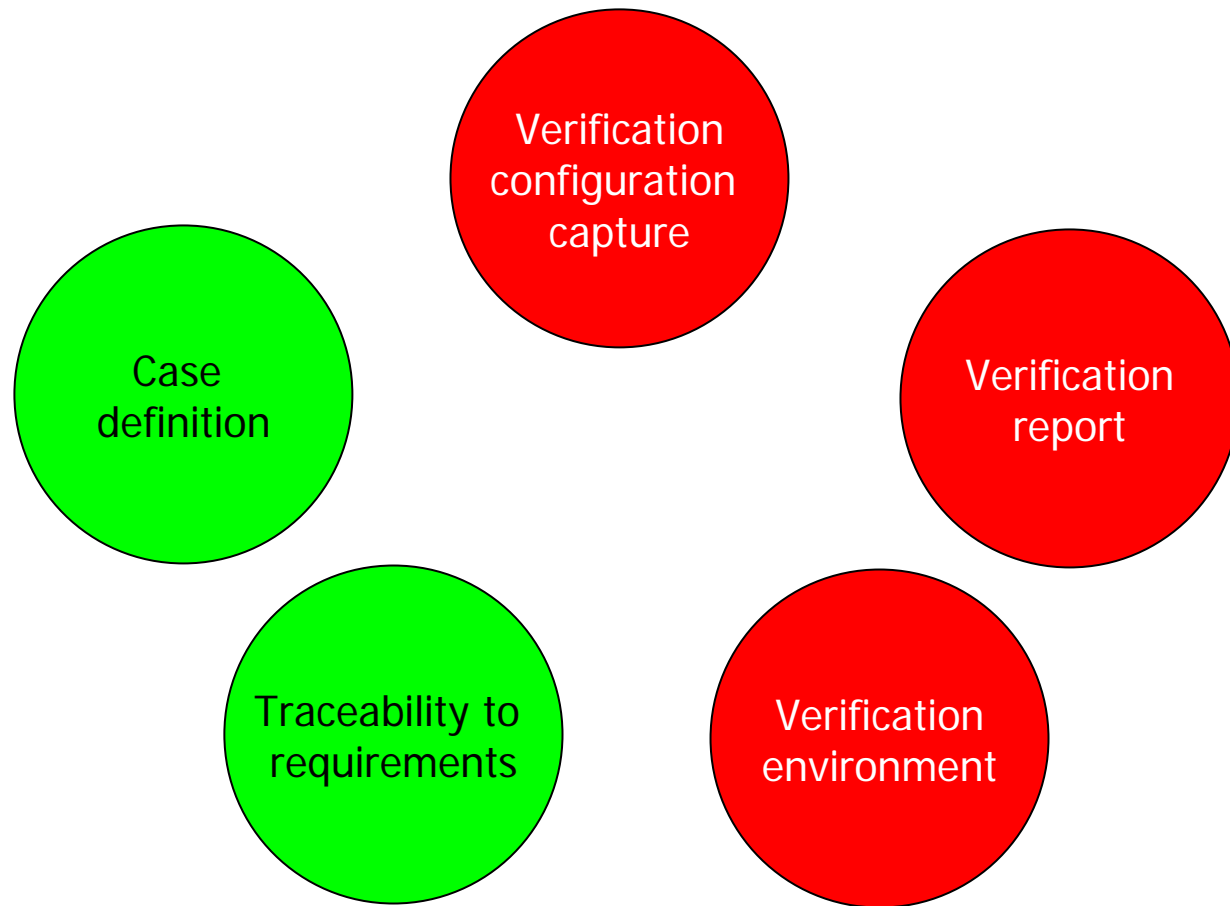 Verification
configuration
capture
Case
definition
Verification
report
Traceability to
requirements
Verification
environment